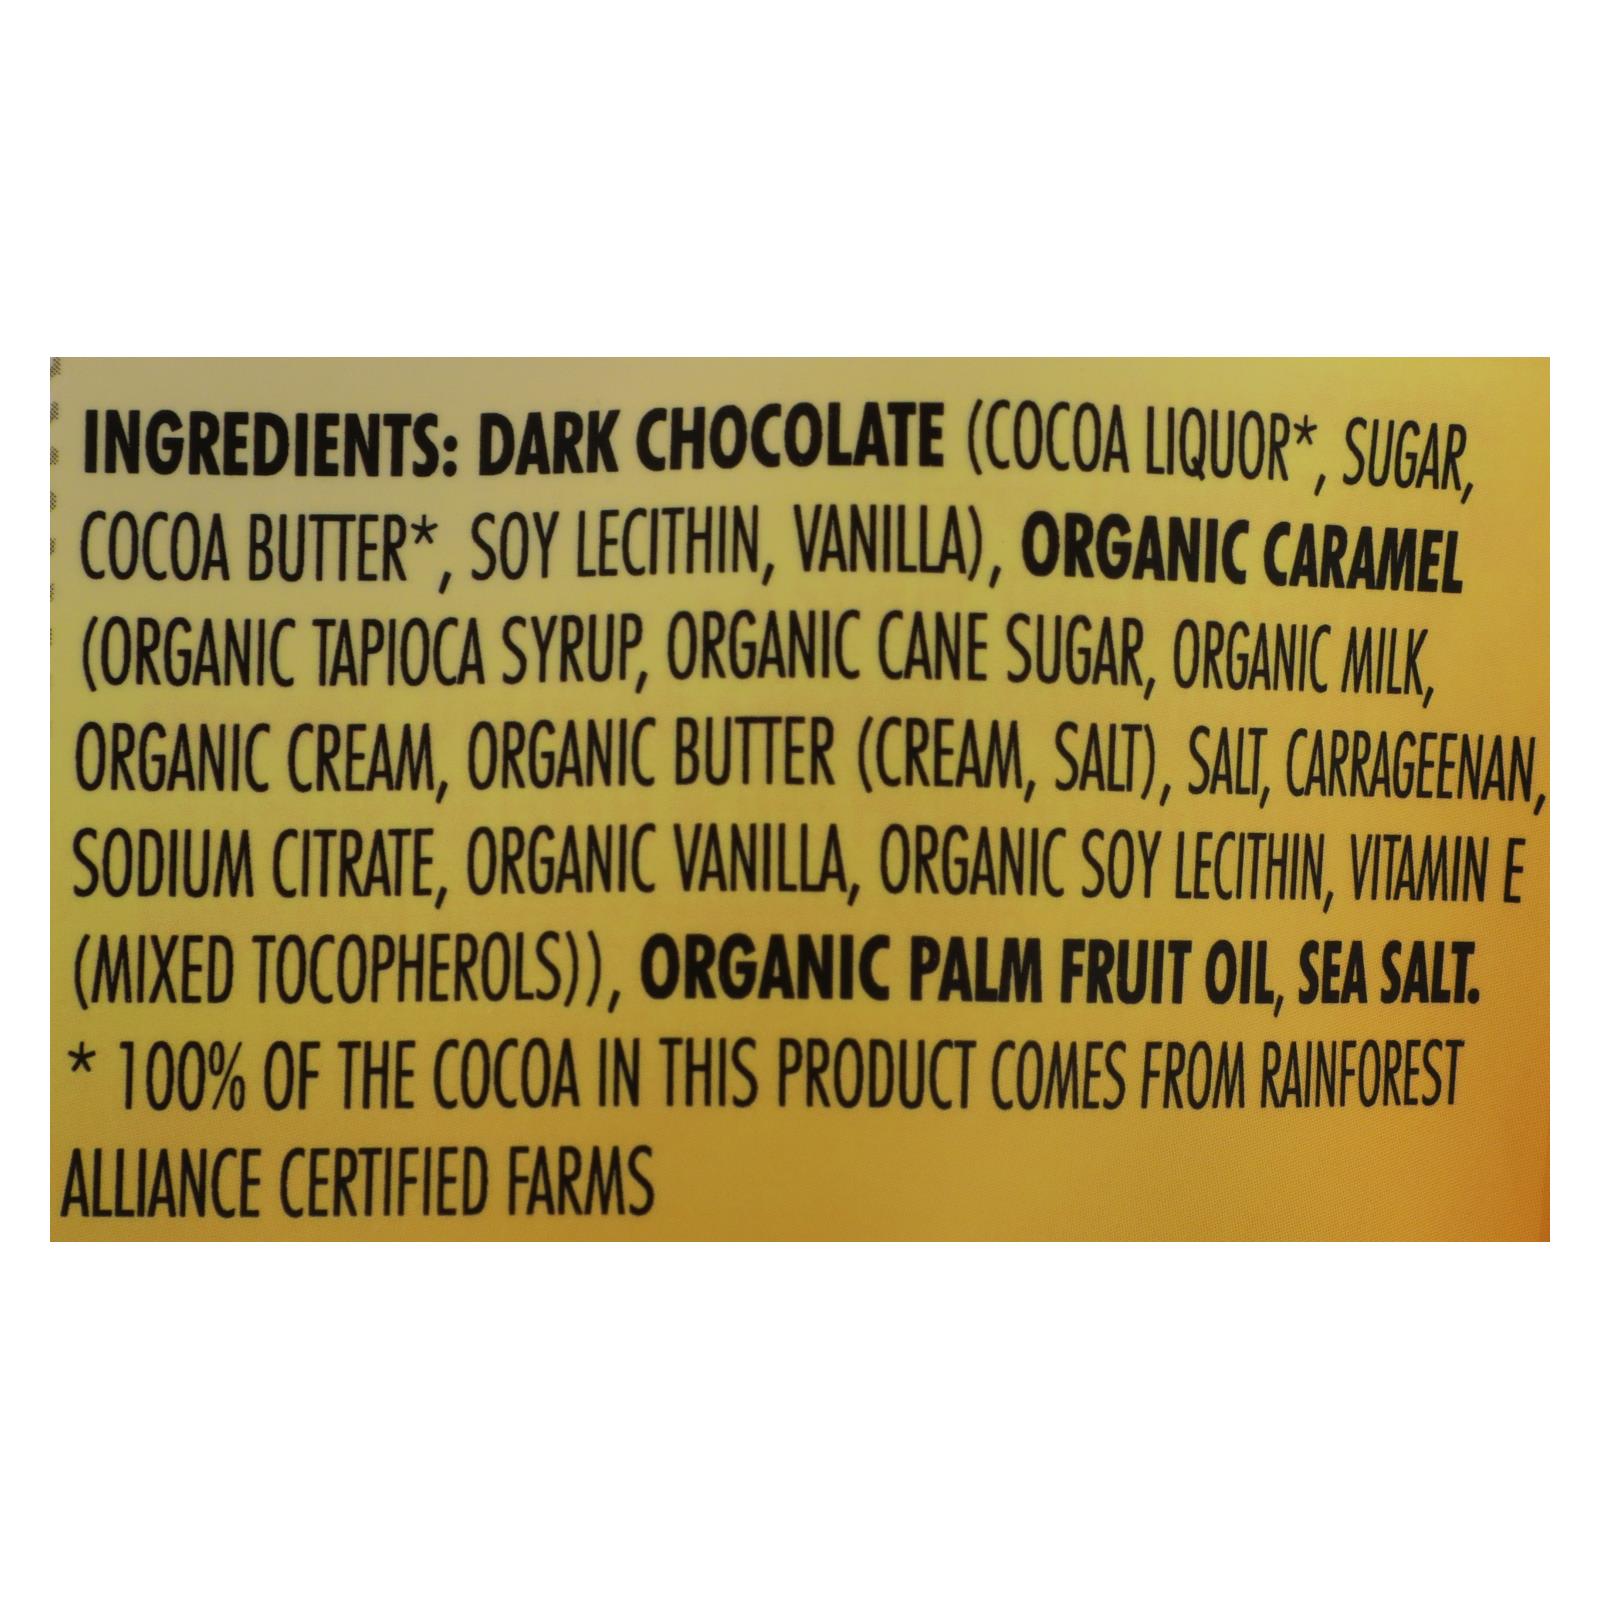 INGREDIENTS: DARK CHOCOLATE (COCOA LIQUOR*, SUGAR,
COCOA BUTTER*, SOY LECITHIN, VANILLA), ORGANIC CARAMEL
(ORGANIC TAPIOCA SYRUP, ORGANIC CANE SUGAR, ORGANIC MILK,
ORGANIC CREAM, ORGANIC BUTTER (CREAM, SALT), SALT, CARRAGEENAN,
SODIUM CITRATE, ORGANIC VANILLA, ORGANIC SOY LECITHIN, VITAMIN E
(MIXED TOCOPHEROLS)), ORGANIC PALM FRUIT OIL, SEA SALT.
* 100% OF THE COCOA IN THIS PRODUCT COMES FROM RAINFOREST
ALLIANCE CERTIFIED FARMS